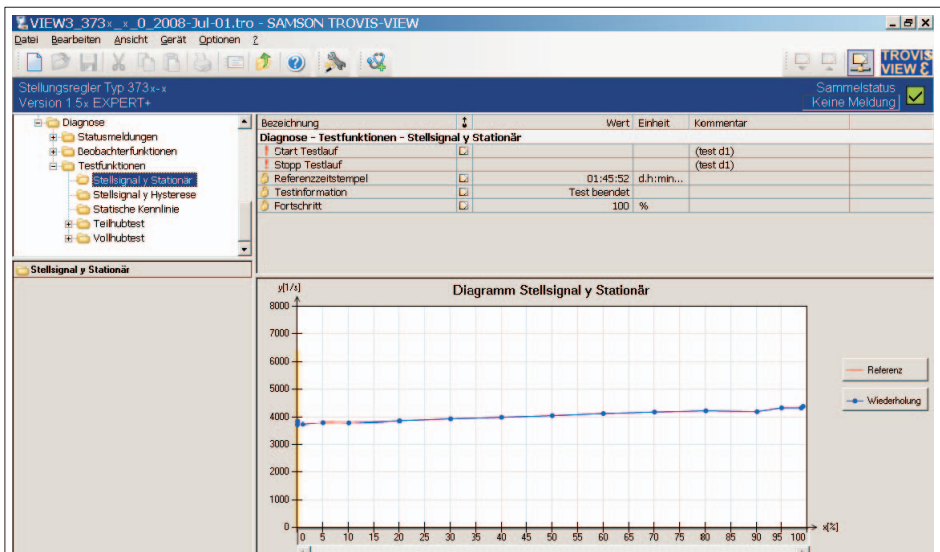 VIEW3_373x_x_0_2008-Jul-01.tro - SAMSON TROVIS-VIEW
Datei Bearbeiten Ansicht Gerät Optionen ?
TROVIS
VIEW 3
Stellungsregler Typ 373x-x
Version 1.5x EXPERT+
Sammelstatus
Keine Meldung
Diagnose
Statusmeldungen
Beobachterfunktionen
Testfunktionen
Stellsignal y Stationär
Stellsignal y Hysterese
Statische Kennlinie
Teilhubtest
Vollhubtest
Bezeichnung Wert Einheit Kommentar
Diagnose - Testfunktionen - Stellsignal y Stationär
Start Testlauf (test d1)
Stopp Testlauf (test d1)
Referenzzeitstempel 01:45:52 d.h:min...
Testinformation Test beendet
Fortschritt 100 %
Stellsignal y Stationär
Diagramm Stellsignal y Stationär
y[1/s]
8000
7000
6000
5000
4000
3000
2000
1000
0
0 5 10 15 20 25 30 35 40 45 50 55 60 65 70 75 80 85 90 95 100
x[%]
Referenz
Wiederholung